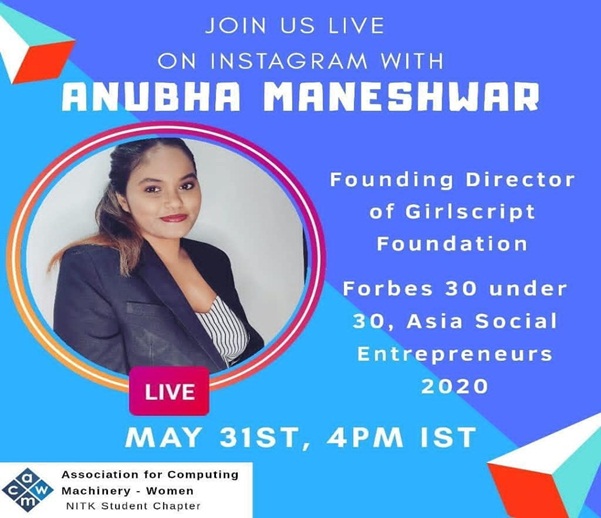 JOIN US LIVE
ON INSTAGRAM WITH
ANUBHA MANESHWAR
Founding Director
of Girlscript
Foundation
Forbes 30 under
30, Asia Social
Entrepreneurs
2020
LIVE
MAY 31ST, 4PM IST
a
c w
m
Association for Computing
Machinery - Women
NITK Student Chapter